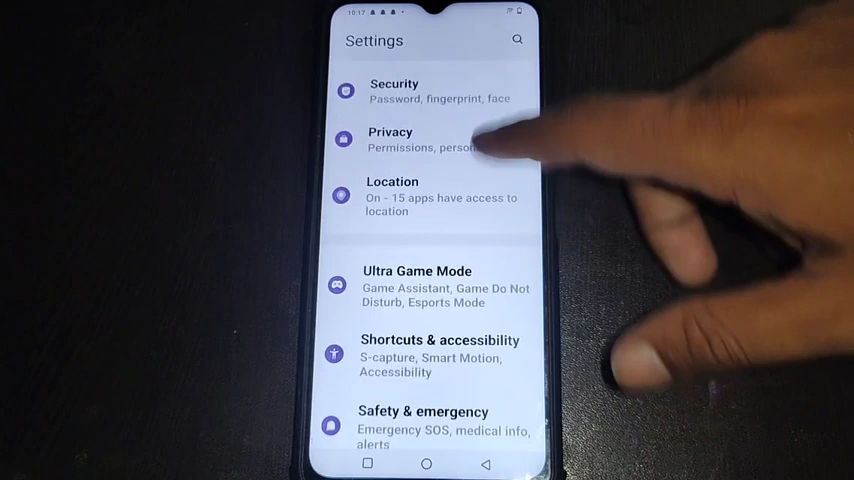 10:17
Settings
Security
Password, fingerprint, face
Privacy
Permissions,
Location
On - 15 apps have access to
location
Ultra Game Mode
Game Assistant, Game Do Not
Disturb, Esports Mode
Shortcuts & accessibility
S-capture, Smart Motion,
Accessibility
Safety & emergency
Emergency SOS, medical info,
alerts